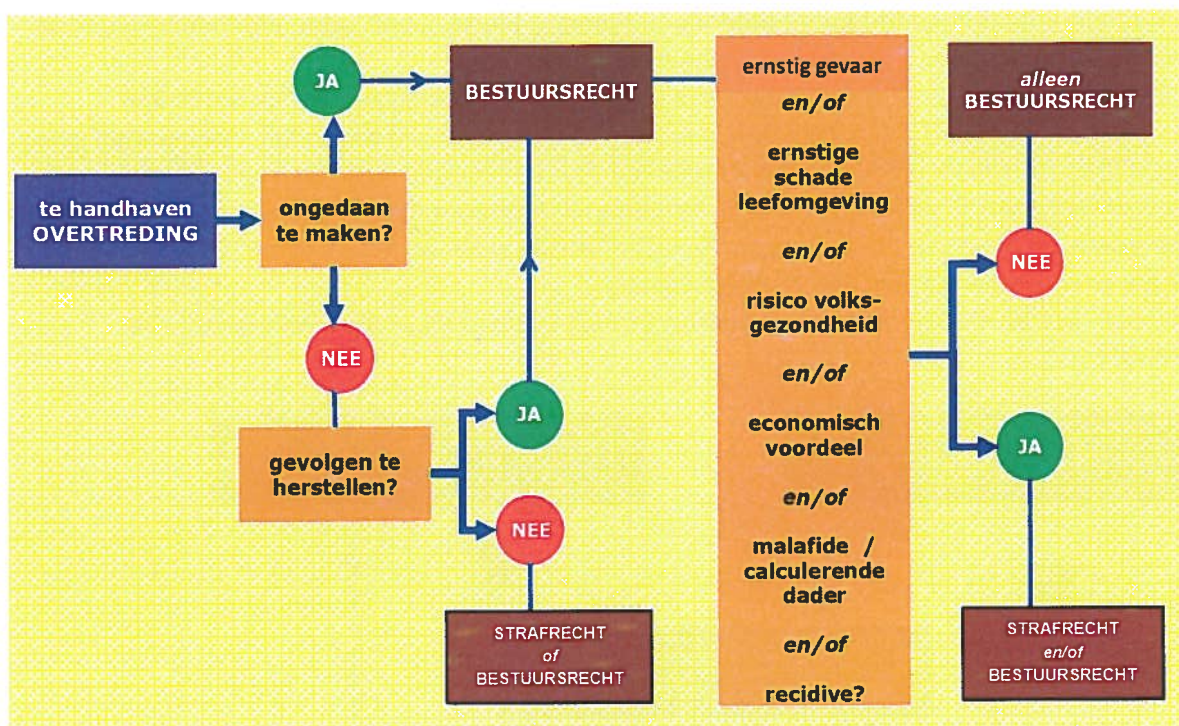 te handhaven
OVERTREDING
ongedaan
te maken?
JA
BESTUURSRECHT
NEE
gevolgen te
herstellen?
JA
NEE
STRAFRECHT
of
BESTUURSRECHT
ernstig gevaar
en/of
ernstige
schade
leefomgeving
en/of
risico volks-
gezondheid
en/of
economisch
voordeel
en/of
malafide /
calculerende
dader
en/of
recidive?
NEE
alleen
BESTUURSRECHT
JA
STRAFRECHT
en/of
BESTUURSRECHT